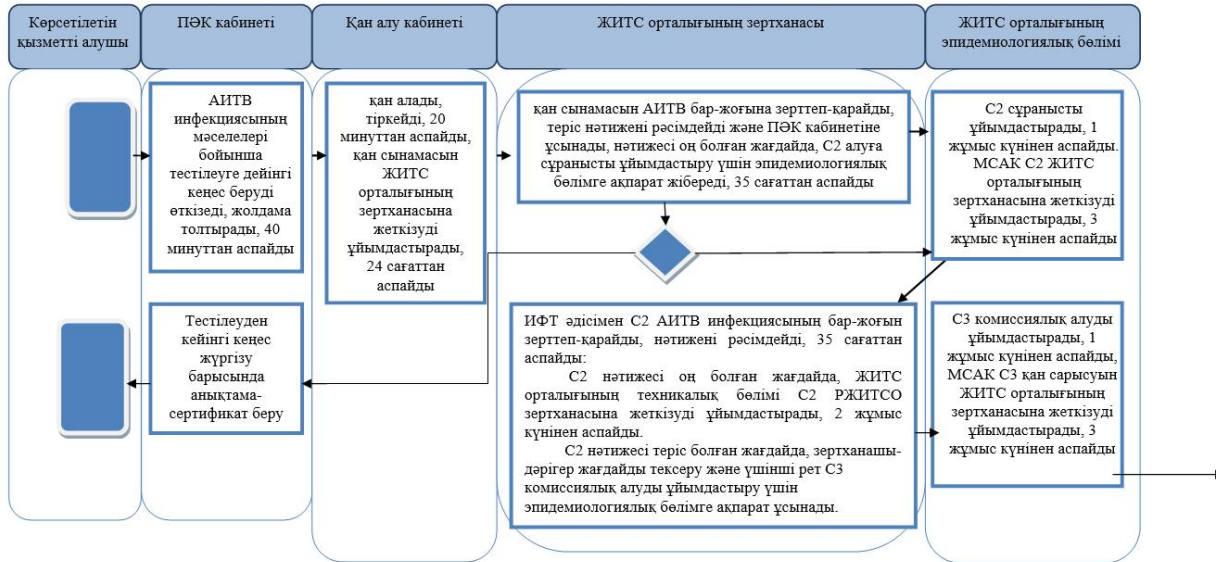 Көрсетілетін
қызметті алушы
ПӘК кабинеті
Қан алу кабинеті
ЖИТС орталығының зертханасы
ЖИТС орталығының
эпидемиологиялық бөлімі
АИТВ
инфекциясының
мәселелері
бойынша
тестілеуге дейінгі
кеңес беруді
өткізеді, жолдама
толтырады, 40
минуттан аспайды
қан алады,
тіркейді, 20
минуттан аспайды,
қан сынамасын
ЖИТС
орталығының
зертханасына
жеткізуді
ұйымдастырады,
24 сағаттан
аспайды
қан сынамасын АИТВ бар-жоғына зерттеп-қарайды,
теріс нәтижені рәсімдейді және ПӘК кабинетіне
ұсынады, нәтижесі оң болған жағдайда, С2 алуға
сұранысты ұйымдастыру үшін эпидемиологиялық
бөлімге ақпарат жібереді, 35 сағаттан аспайды
С2 сұранысты
ұйымдастырады, 1
жұмыс күнінен аспайды.
МСАК С2 ЖИТС
орталығының
зертханасына жеткізуді
ұйымдастырады, 3
жұмыс күнінен аспайды
Тестілеуден
кейінгі кеңес
жүргізу
барысында
анықтама-
сертификат беру
ИФТ әдісімен С2 АИТВ инфекциясының бар-жоғын
зерттеп-қарайды, нәтижені рәсімдейді, 35 сағаттан
аспайды:
С2 нәтижесі оң болған жағдайда, ЖИТС
орталығының техникалық бөлімі С2 РЖИТСО
зертханасына жеткізуді ұйымдастырады, 2 жұмыс
күнінен аспайды.
С2 нәтижесі теріс болған жағдайда, зертханашы-
дәрігер жағдайды тексеру және үшінші рет С3
комиссиялық алуды ұйымдастыру үшін
эпидемиологиялық бөлімге ақпарат ұсынады.
С3 комиссиялық алуды
ұйымдастырады, 1
жұмыс күнінен аспайды,
МСАК С3 қан сарысуын
ЖИТС орталығының
зертханасына жеткізуді
ұйымдастырады, 3
жұмыс күнінен аспайды